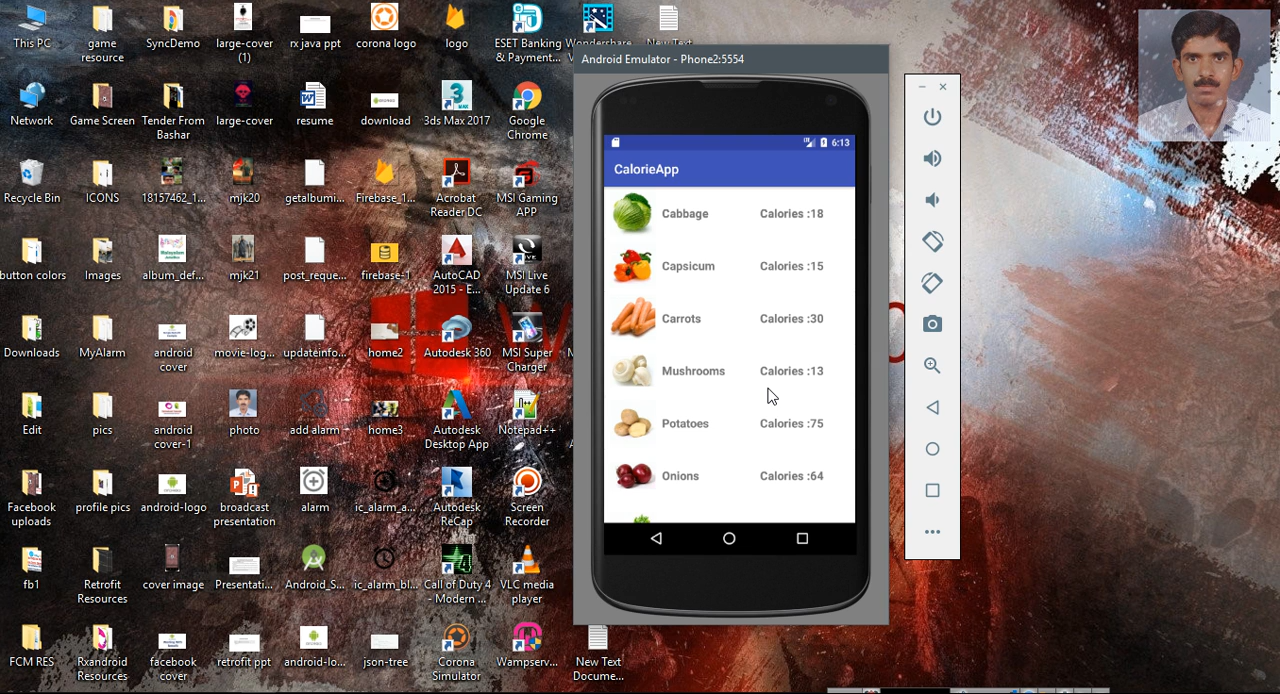 This PC
game
resource
SyncDemo
large-cover
(1)
rx java ppt
corona logo
logo
ESET Banking
& Payment...
Wondershare
New Text
Network
Game Screen
Tender From
Bashar
large-cover
resume
download
3ds Max 2017
Google
Chrome
Recycle Bin
ICONS
18157462_1...
mjk20
getalbumi...
Firebase_1...
Acrobat
Reader DC
MSI Gaming
APP
button colors
Images
album_def...
mjk21
post_reque...
firebase-1
AutoCAD
2015 - E...
MSI Live
Update 6
Downloads
MyAlarm
android
cover
movie-log...
updateinfo...
home2
Autodesk 360
MSI Super
Charger
Edit
pics
android
cover-1
photo
add alarm
home3
Autodesk
Desktop App
Notepad++
Facebook
uploads
profile pics
android-logo
broadcast
presentation
alarm
ic_alarm_a...
Autodesk
ReCap
Screen
Recorder
fb1
Retrofit
Resources
cover image
Presentati...
Android_S...
ic_alarm_bl...
Call of Duty 4
- Modern ...
VLC media
player
FCM RES
Rxandroid
Resources
facebook
cover
retrofit ppt
android-lo...
json-tree
Corona
Simulator
Wampserv...
New Text
Docume...
Android Emulator - Phone2:5554
6:13
CalorieApp
Cabbage Calories :18
Capsicum Calories :15
Carrots Calories :30
Mushrooms Calories :13
Potatoes Calories :75
Onions Calories :64